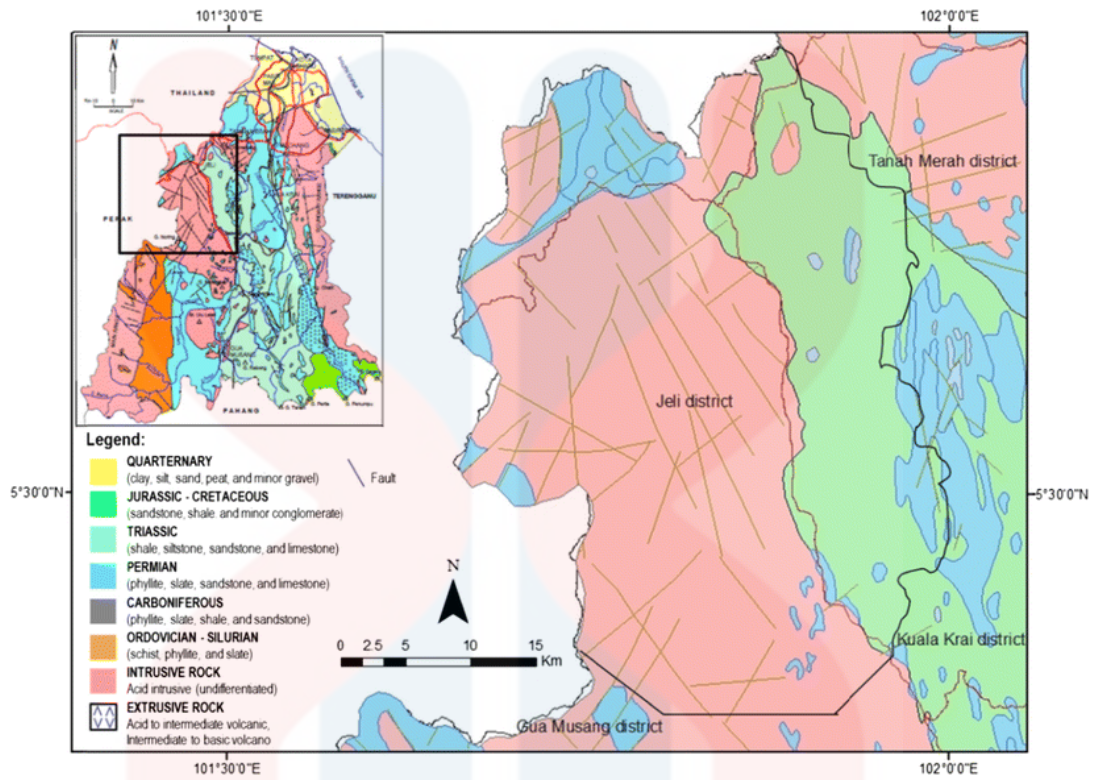 101°30'0"E
102°0'0"E
N
THAILAND
TERENGGANU
PERAK
GUA
MUSANG
PAHANG
Tanah Merah district
Jeli district
5°30'0"N
5°30'0"N
Legend:
QUARTERNARY
(clay, silt, sand, peat, and minor gravel)
Fault
JURASSIC - CRETACEOUS
(sandstone, shale and minor conglomerate)
TRIASSIC
(shale, siltstone, sandstone, and limestone)
PERMIAN
(phyllite, slate, sandstone, and limestone)
CARBONIFEROUS
(phyllite, slate, shale, and sandstone)
ORDOVICIAN - SILURIAN
(schist, phyllite, and slate)
INTRUSIVE ROCK
Acid intrusive (undifferentiated)
EXTRUSIVE ROCK
Acid to intermediate volcanic,
Intermediate to basic volcano
N
0 2.5 5 10 15
Km
Kuala Krai district
Gua Musang district
101°30'0"E
102°0'0"E